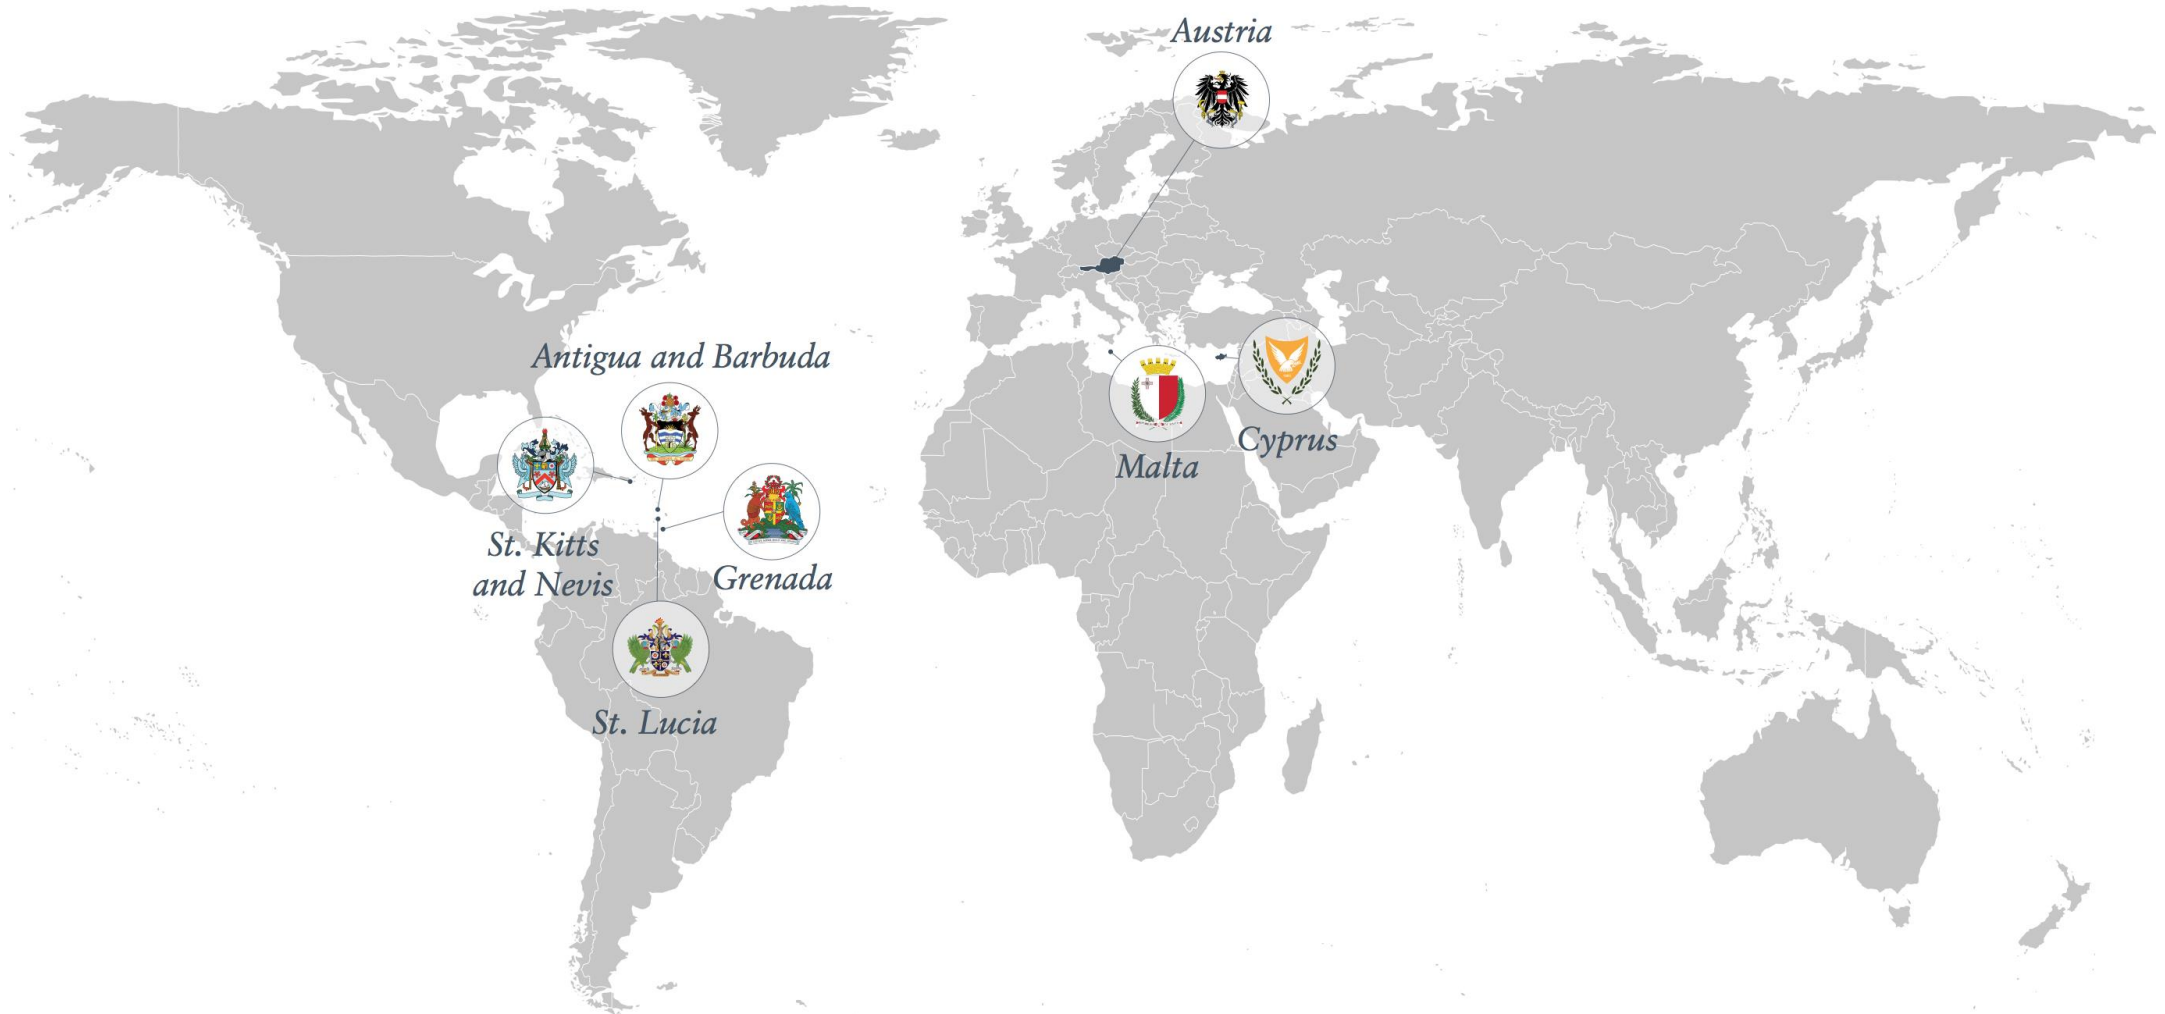 Austria
Antigua and Barbuda
Cyprus
Malta
St. Kitts
and Nevis
Grenada
St. Lucia